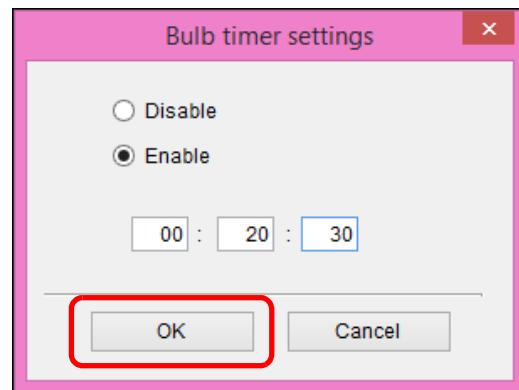 Bulb timer settings
Disable
Enable
00 : 20 : 30
OK Cancel